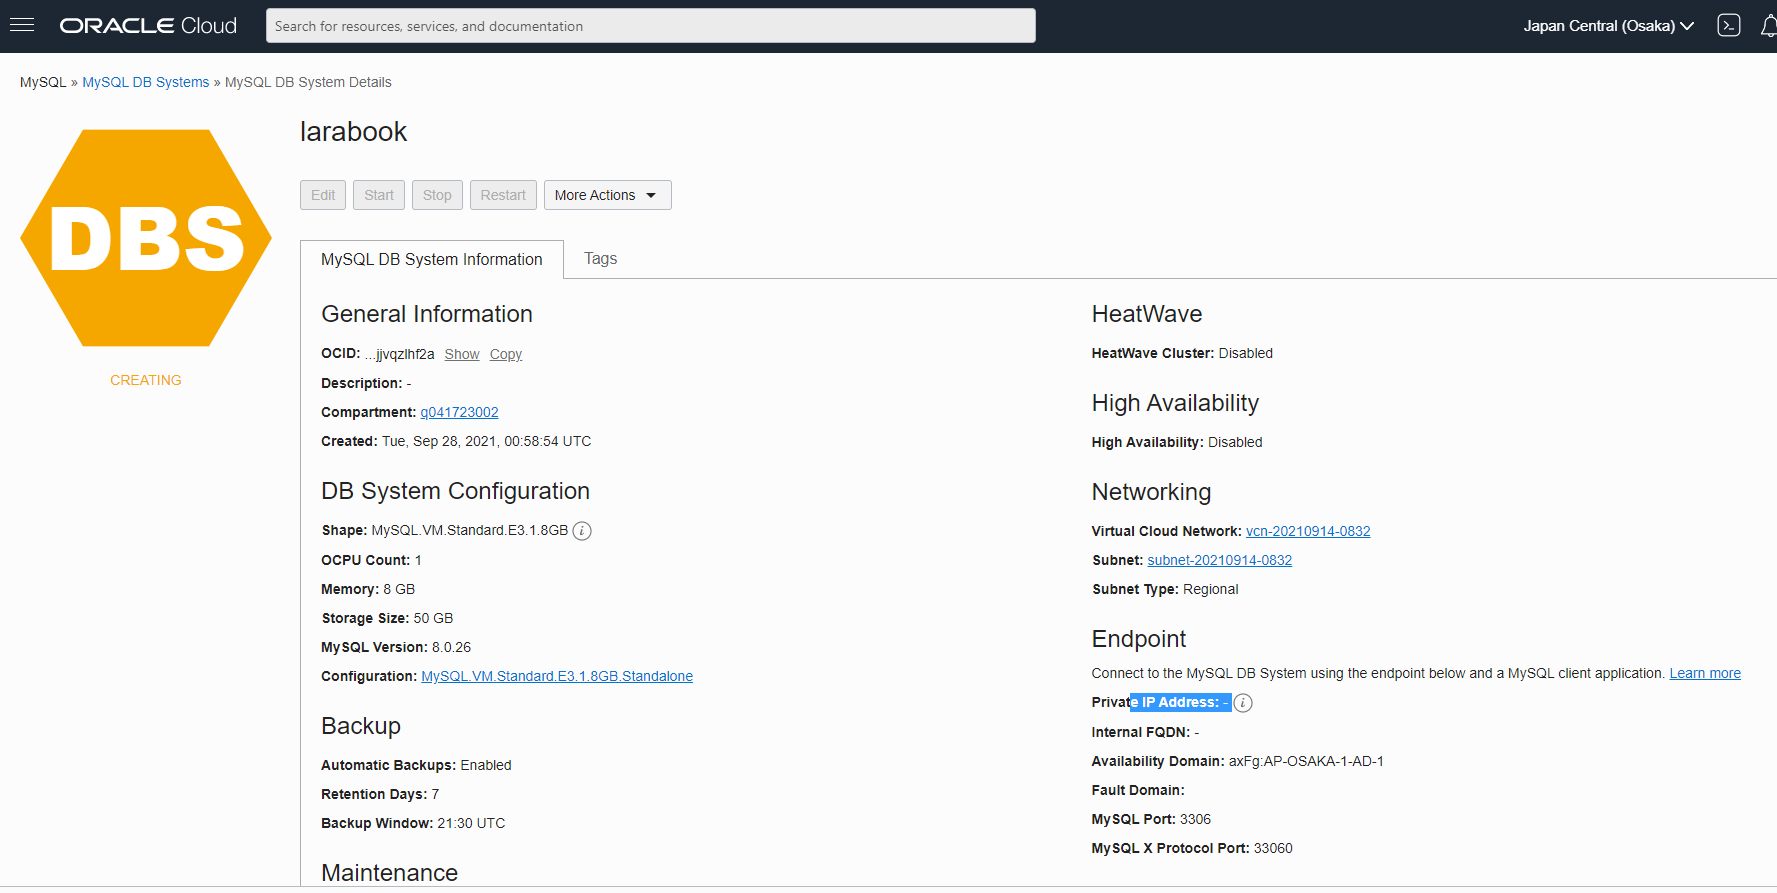 ORACLE Cloud
Search for resources, services, and documentation
Japan Central (Osaka)
MySQL » MySQL DB Systems » MySQL DB System Details
DBS
CREATING
larabook
Edit Start Stop Restart More Actions
MySQL DB System Information Tags
General Information
OCID: ...jjvqzlhf2a Show Copy
Description: -
Compartment: q041723002
Created: Tue, Sep 28, 2021, 00:58:54 UTC
DB System Configuration
Shape: MySQL.VM.Standard.E3.1.8GB i
OCPU Count: 1
Memory: 8 GB
Storage Size: 50 GB
MySQL Version: 8.0.26
Configuration: MySQL.VM.Standard.E3.1.8GB.Standalone
Backup
Automatic Backups: Enabled
Retention Days: 7
Backup Window: 21:30 UTC
Maintenance
HeatWave
HeatWave Cluster: Disabled
High Availability
High Availability: Disabled
Networking
Virtual Cloud Network: vcn-20210914-0832
Subnet: subnet-20210914-0832
Subnet Type: Regional
Endpoint
Connect to the MySQL DB System using the endpoint below and a MySQL client application. Learn more
Private IP Address: - i
Internal FQDN: -
Availability Domain: axFg:AP-OSAKA-1-AD-1
Fault Domain:
MySQL Port: 3306
MySQL X Protocol Port: 33060